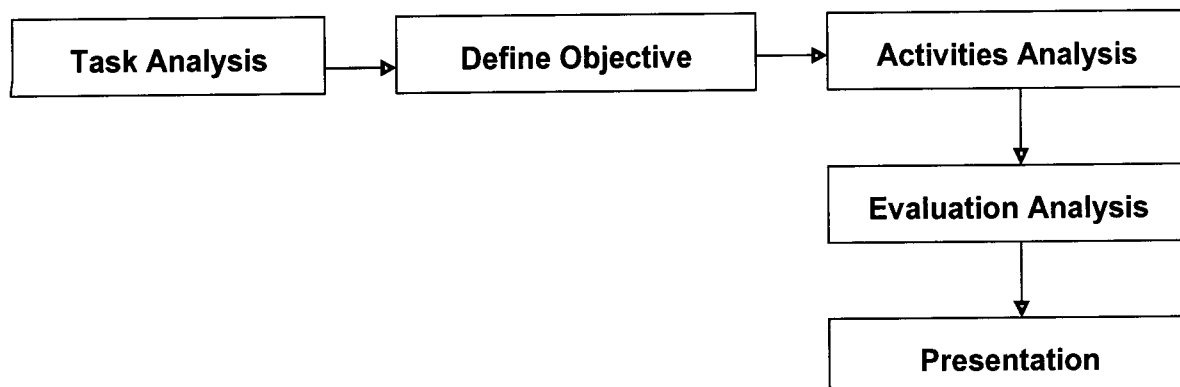 Task Analysis
Define Objective
Activities Analysis
Evaluation Analysis
Presentation